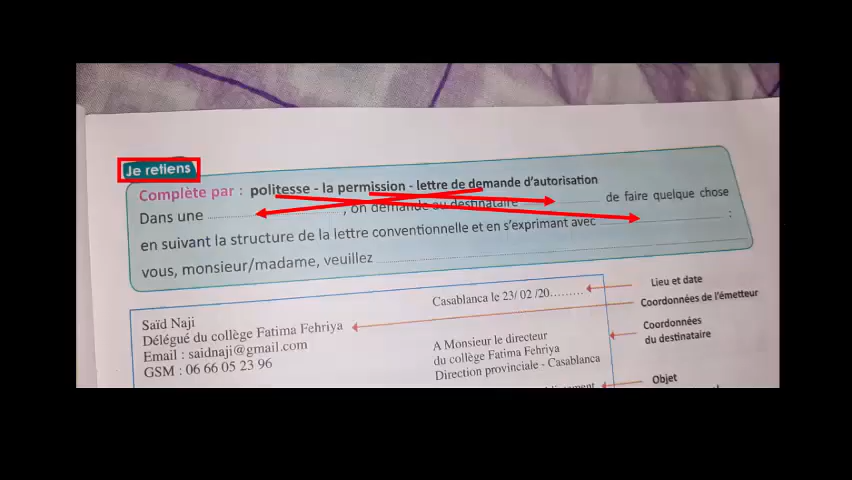 Je retiens
Complète par : politesse - la permission - lettre de demande d'autorisation
Dans une .................... , on demande au destinataire .................... de faire quelque chose
en suivant la structure de la lettre conventionnelle et en s'exprimant avec .................... :
vous, monsieur/madame, veuillez ....................
Casablanca le 23/ 02 /20.........
Lieu et date
Saïd Naji
Délégué du collège Fatima Fehriya
Email : saidnaji@gmail.com
GSM : 06 66 05 23 96
Coordonnées de l'émetteur
A Monsieur le directeur
du collège Fatima Fehriya
Direction provinciale - Casablanca
Coordonnées
du destinataire
Objet